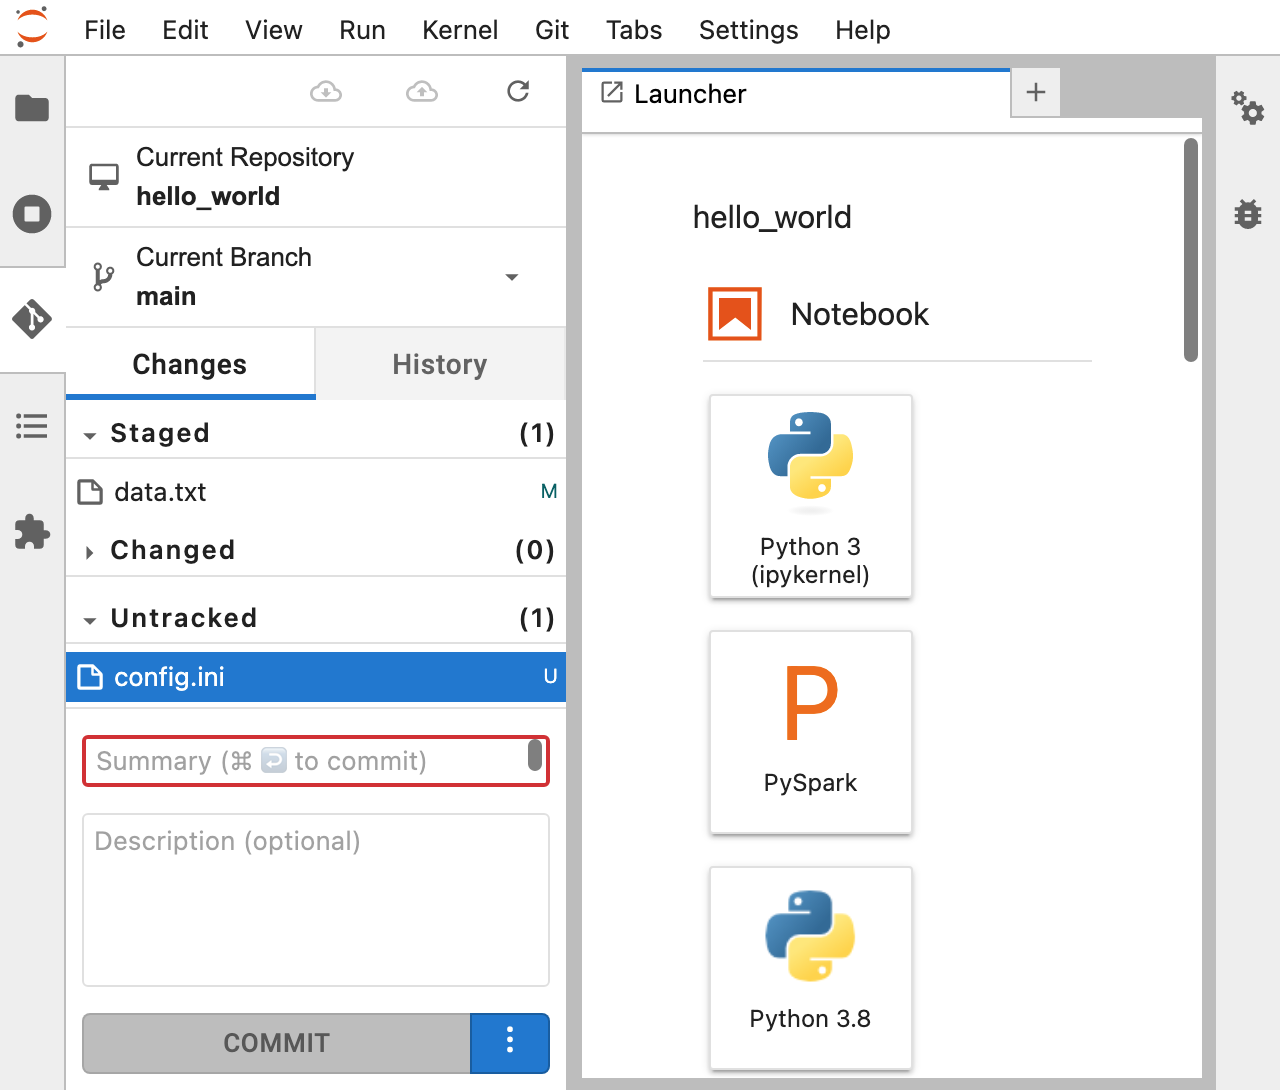 File Edit View Run Kernel Git Tabs Settings Help
Current Repository
hello_world
Current Branch
main
Changes History
Staged (1)
data.txt M
Changed (0)
Untracked (1)
config.ini U
Summary (⌘ ↩ to commit)
Description (optional)
COMMIT
Launcher
hello_world
Notebook
Python 3
(ipykernel)
P
PySpark
Python 3.8